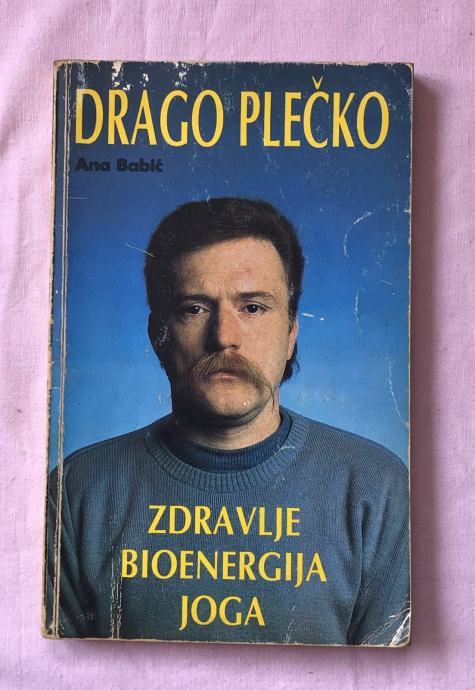 DRAGO PLEČKO
Ana Babić
ZDRAVLJE
BIOENERGIJA
JOGA